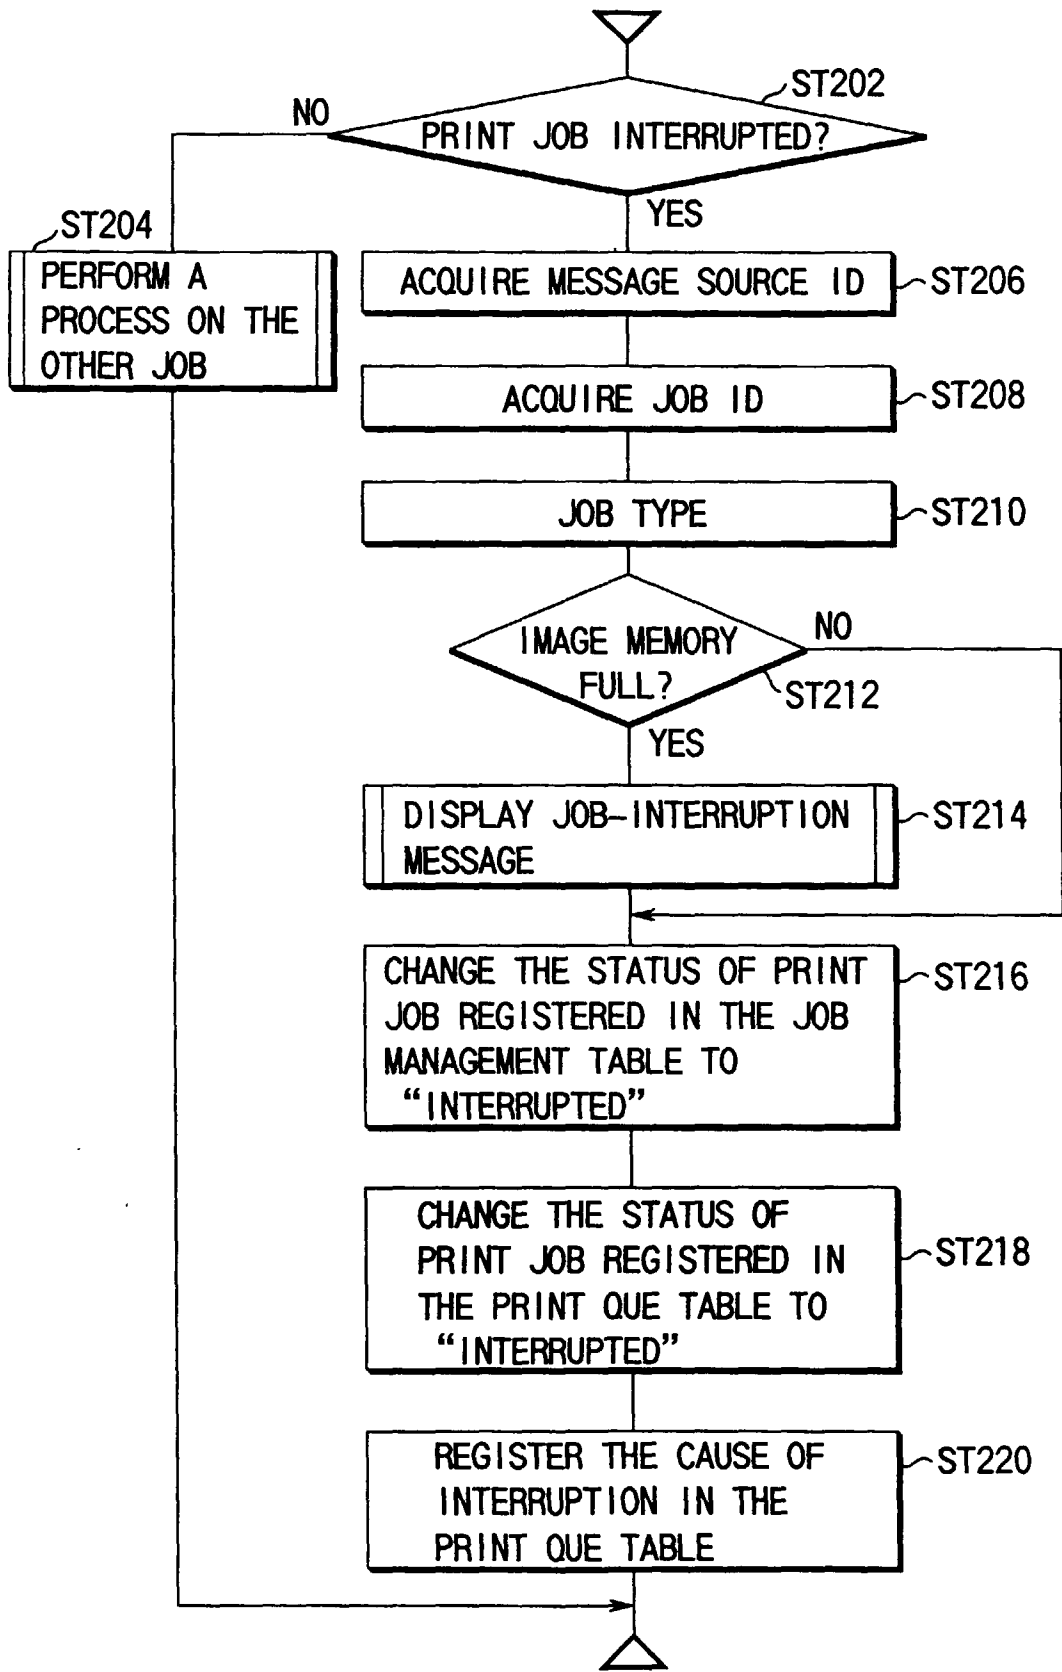 ST202
NO
PRINT JOB INTERRUPTED?
YES
ST204
PERFORM A
PROCESS ON THE
OTHER JOB
ACQUIRE MESSAGE SOURCE ID
ST206
ACQUIRE JOB ID
ST208
JOB TYPE
ST210
IMAGE MEMORY
FULL?
NO
ST212
YES
DISPLAY JOB-INTERRUPTION
MESSAGE
ST214
CHANGE THE STATUS OF PRINT
JOB REGISTERED IN THE JOB
MANAGEMENT TABLE TO
“INTERRUPTED”
ST216
CHANGE THE STATUS OF
PRINT JOB REGISTERED IN
THE PRINT QUE TABLE TO
“INTERRUPTED”
ST218
REGISTER THE CAUSE OF
INTERRUPTION IN THE
PRINT QUE TABLE
ST220